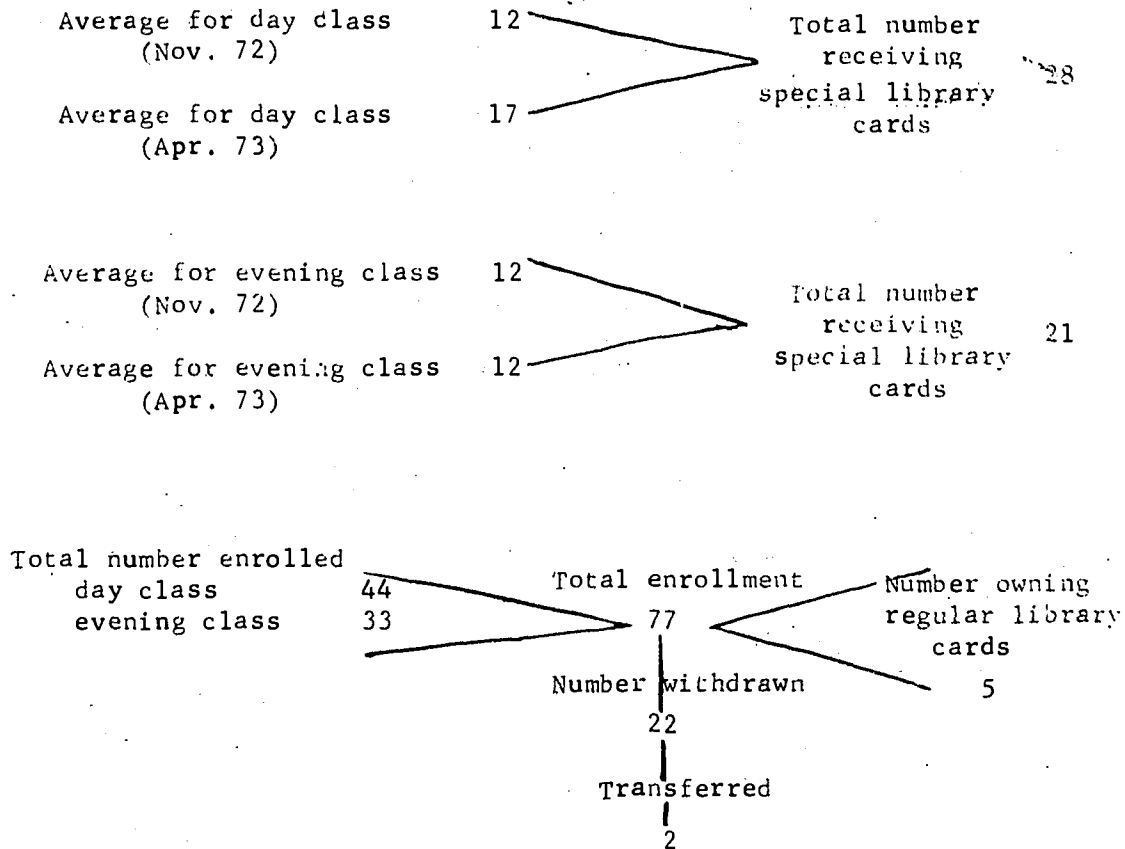 Average for day class 12
(Nov. 72)
Average for day class 17
(Apr. 73)
Total number
receiving
special library
cards
28
Average for evening class 12
(Nov. 72)
Average for evening class 12
(Apr. 73)
Total number
receiving
special library
cards
21
Total number enrolled
day class 44
evening class 33
Total enrollment
77
Number withdrawn
22
Transferred
2
Number owning
regular library
cards
5